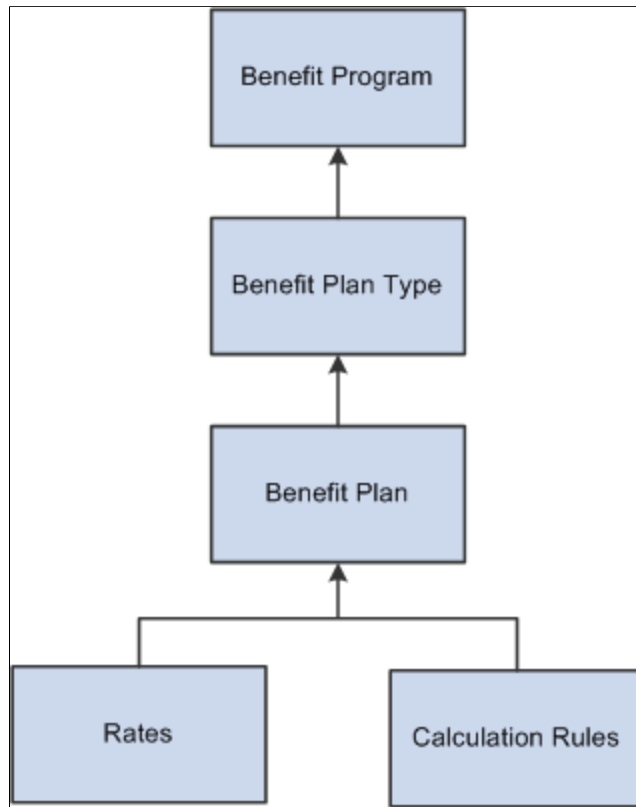 Benefit Program
Benefit Plan Type
Benefit Plan
Rates
Calculation Rules